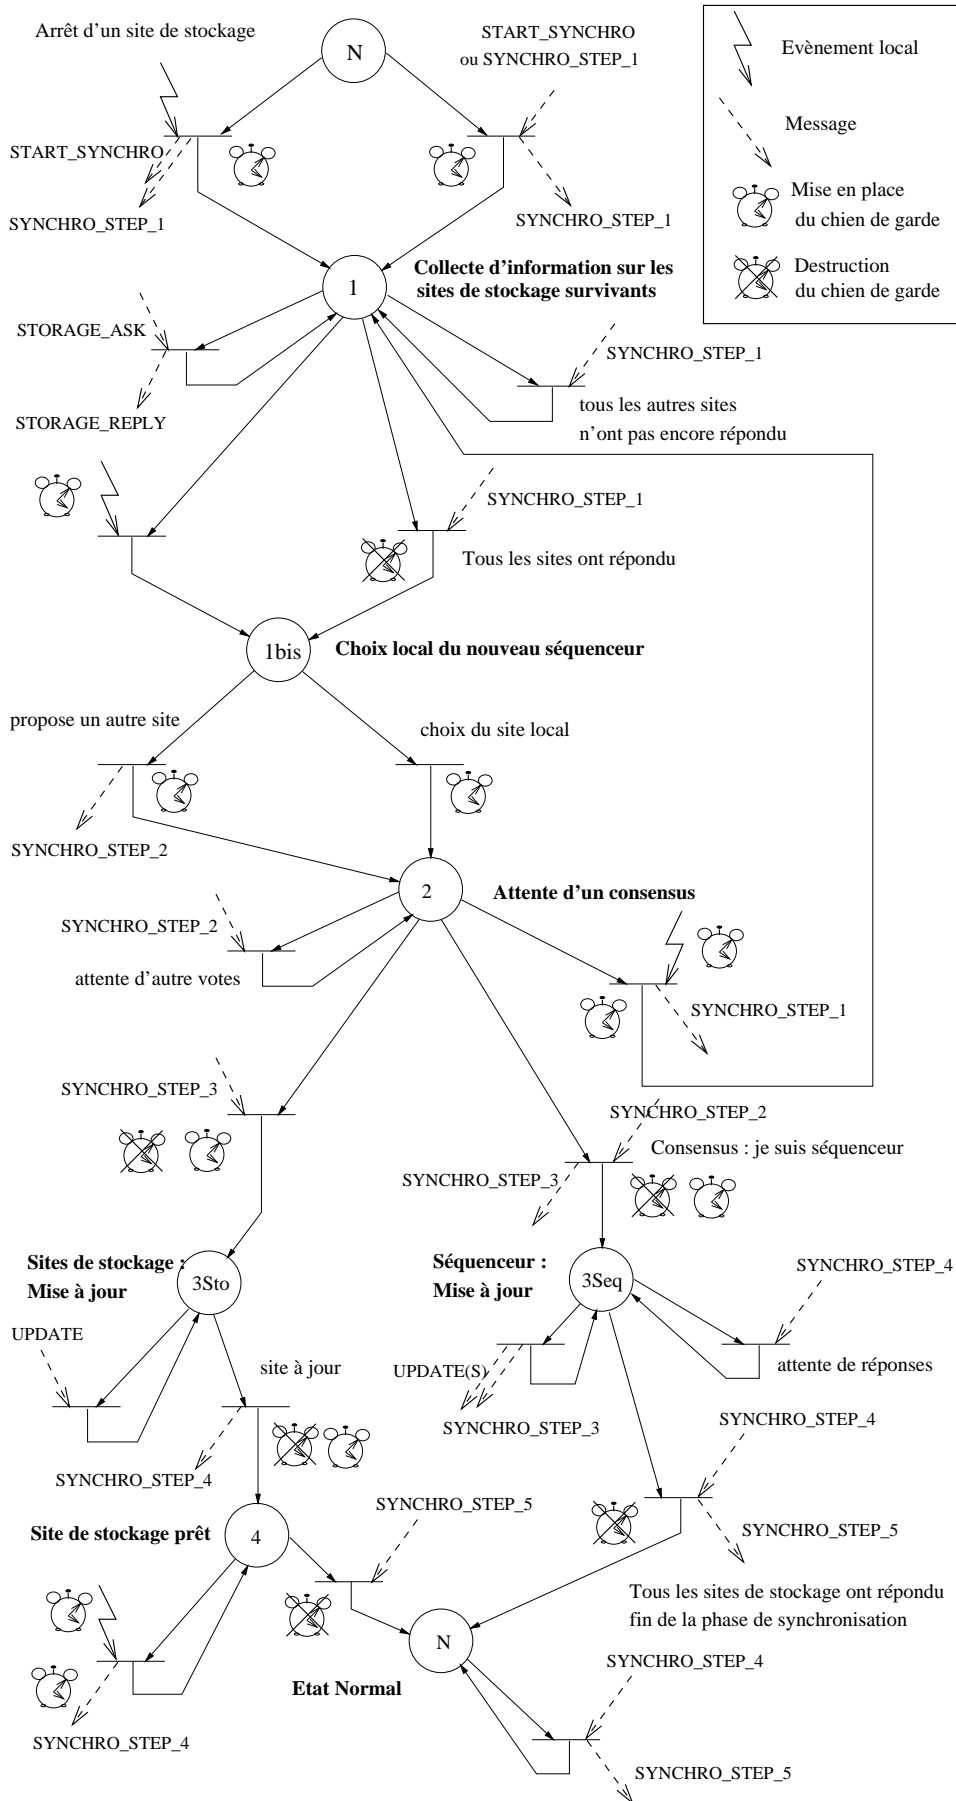 Arrêt d'un site de stockage
N
START_SYNCHRO
ou SYNCHRO_STEP_1
Evènement local
Message
Mise en place
du chien de garde
Destruction
du chien de garde
START_SYNCHRO
SYNCHRO_STEP_1
SYNCHRO_STEP_1
1
Collecte d'information sur les
sites de stockage survivants
STORAGE_ASK
STORAGE_REPLY
SYNCHRO_STEP_1
tous les autres sites
n'ont pas encore répondu
SYNCHRO_STEP_1
Tous les sites ont répondu
1bis
Choix local du nouveau séquenceur
propose un autre site
choix du site local
SYNCHRO_STEP_2
2
Attente d'un consensus
SYNCHRO_STEP_2
attente d'autre votes
SYNCHRO_STEP_1
SYNCHRO_STEP_3
SYNCHRO_STEP_2
Consensus : je suis séquenceur
SYNCHRO_STEP_3
Sites de stockage :
Mise à jour
3Sto
Séquenceur :
Mise à jour
3Seq
SYNCHRO_STEP_4
attente de réponses
UPDATE
site à jour
UPDATE(S)
SYNCHRO_STEP_3
SYNCHRO_STEP_4
SYNCHRO_STEP_4
SYNCHRO_STEP_5
Site de stockage prêt
4
SYNCHRO_STEP_5
Tous les sites de stockage ont répondu
fin de la phase de synchronisation
N
Etat Normal
SYNCHRO_STEP_4
SYNCHRO_STEP_4
SYNCHRO_STEP_5